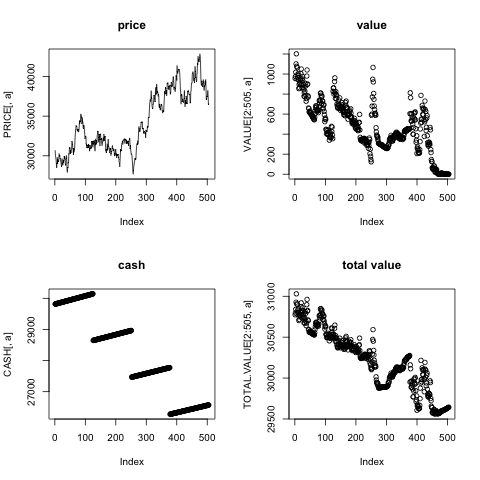 price
PRICE[, a]
30000 35000 40000
0 100 200 300 400 500
Index
value
VALUE[2:505, a]
0 200 600 1000
0 100 200 300 400 500
Index
cash
CASH[, a]
27000 29000
0 100 200 300 400 500
Index
total value
TOTAL.VALUE[2:505, a]
29500 30000 30500 31000
0 100 200 300 400 500
Index